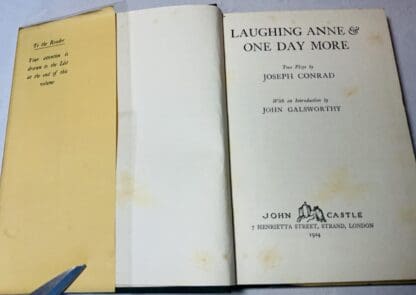 To the Reader
Your attention is
drawn to the List
at the end of this
volume
LAUGHING ANNE &
ONE DAY MORE
Two Plays by
JOSEPH CONRAD
With an Introduction by
JOHN GALSWORTHY
JOHN CASTLE
7 HENRIETTA STREET, STRAND, LONDON
1924